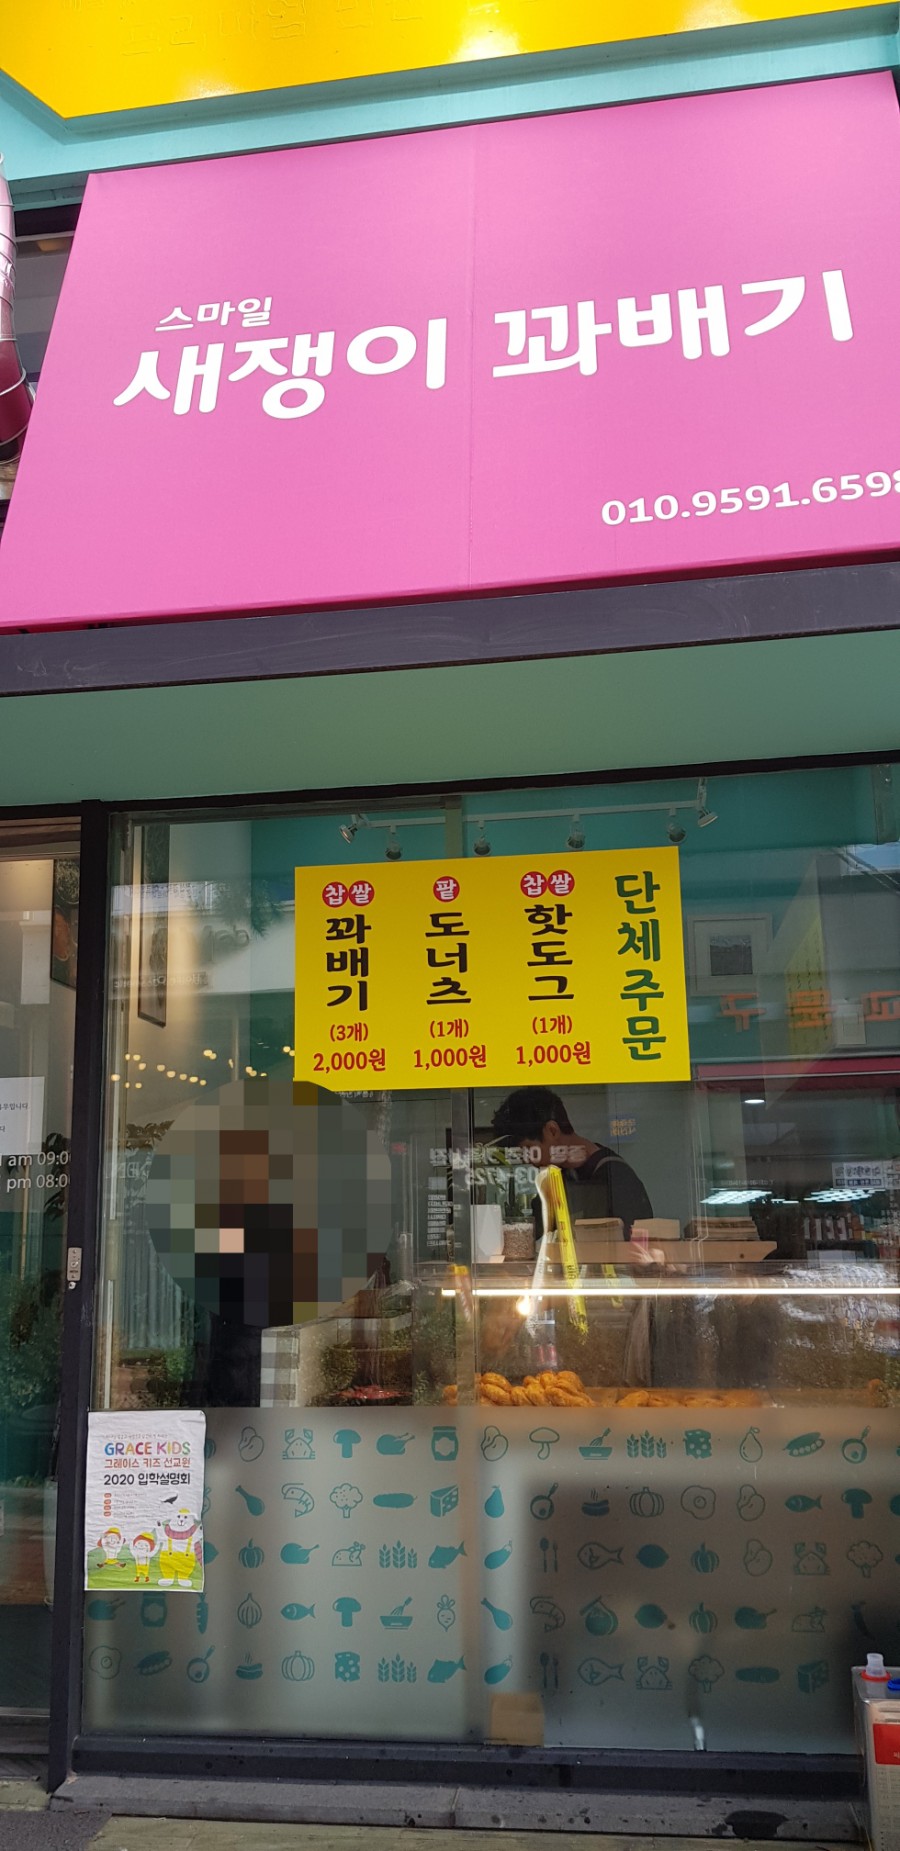 스마일
새쟁이 꽈배기
010.9591.659
찹쌀 꽈배기 (3개) 2,000원
팥 도너츠 (1개) 1,000원
찹쌀 핫도그 (1개) 1,000원
단체주문
am 09:0
pm 08:0
GRACE KIDS
그레이스 키즈 선교원
2020 입학설명회